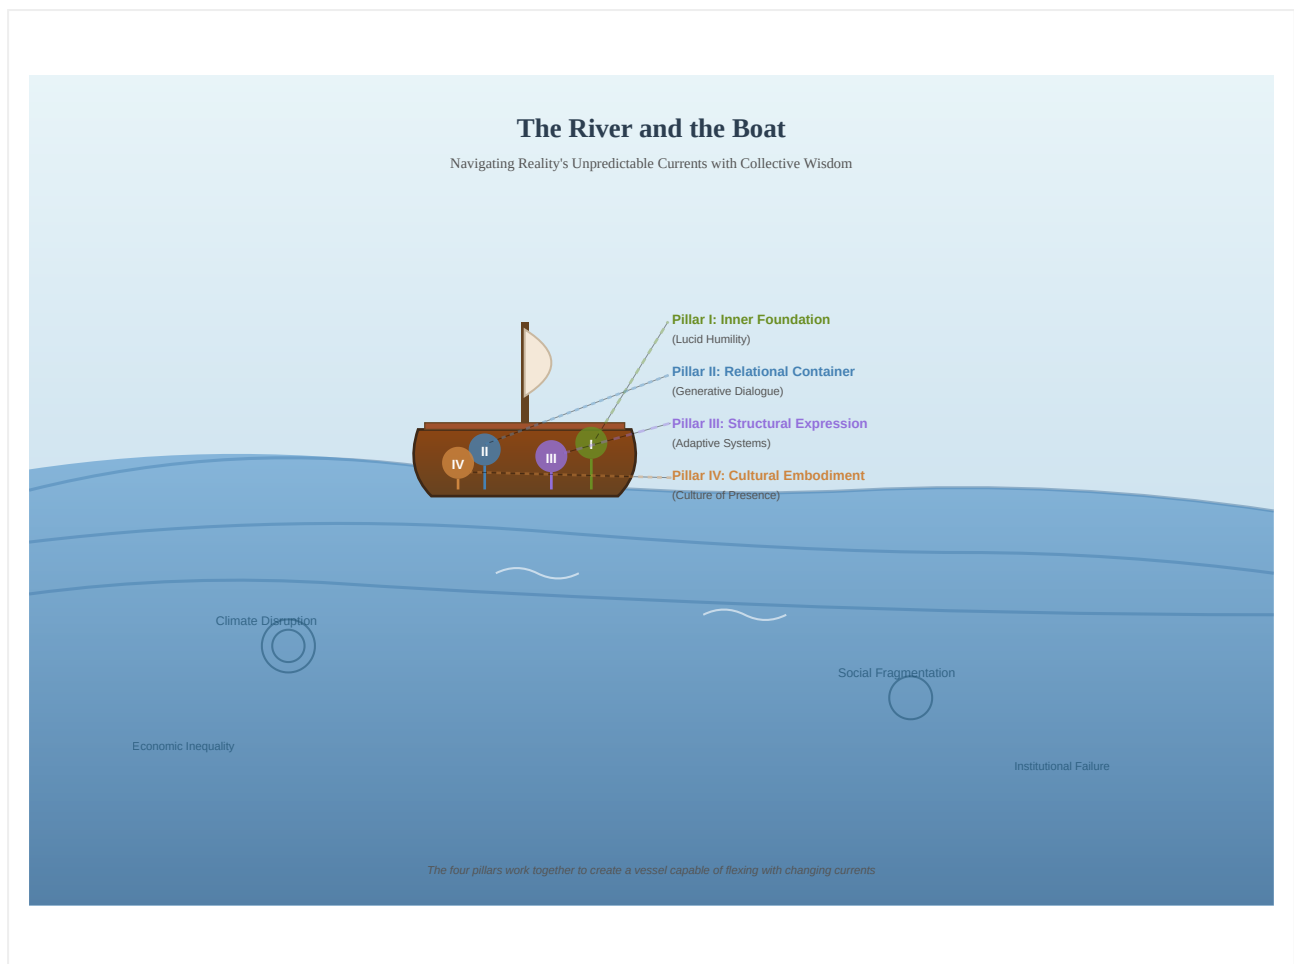 The River and the Boat
Navigating Reality's Unpredictable Currents with Collective Wisdom
Pillar I: Inner Foundation
(Lucid Humility)
Pillar II: Relational Container
(Generative Dialogue)
Pillar III: Structural Expression
(Adaptive Systems)
Pillar IV: Cultural Embodiment
(Culture of Presence)
I
II
III
IV
Climate Disruption
Social Fragmentation
Economic Inequality
Institutional Failure
The four pillars work together to create a vessel capable of flexing with changing currents